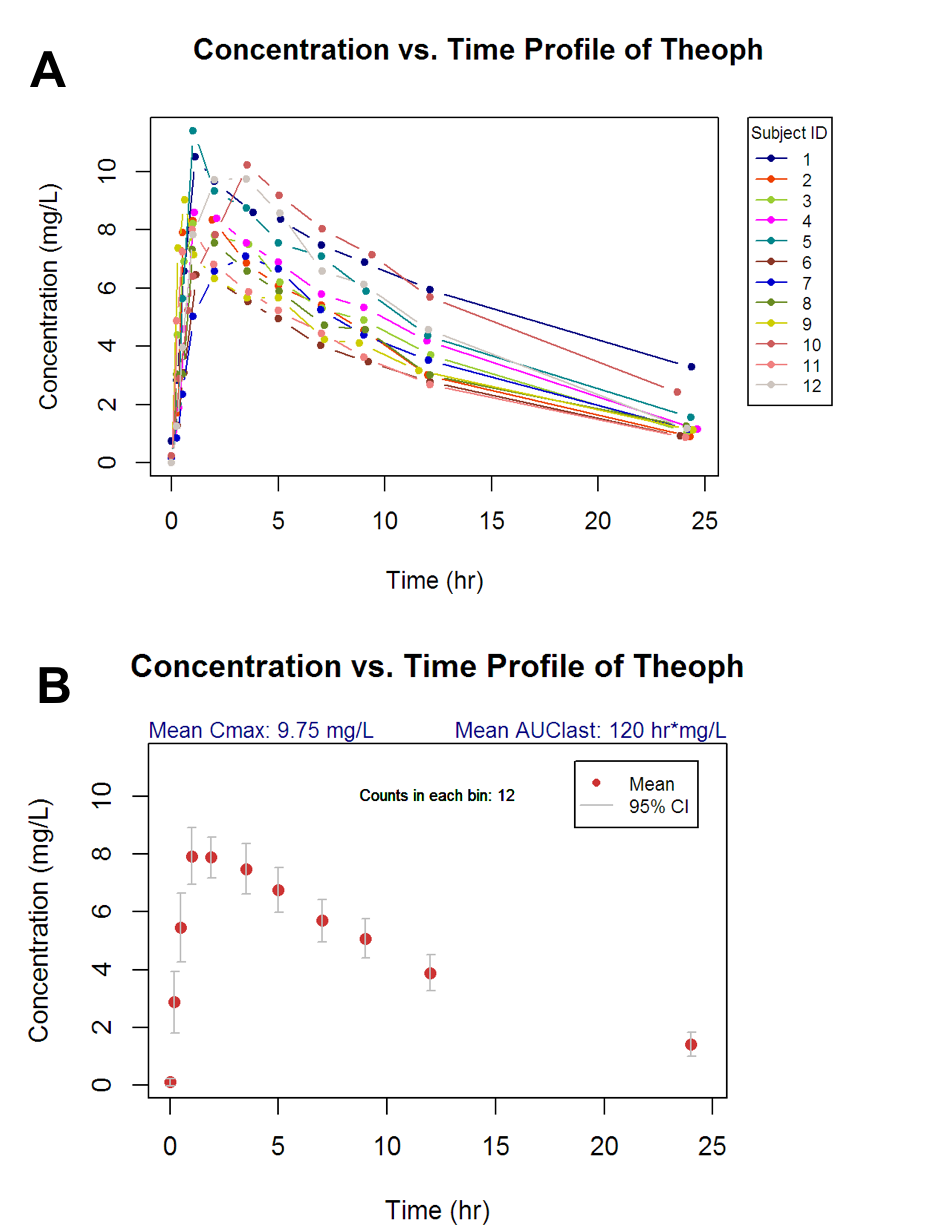 Concentration vs. Time Profile of Theoph
A
Subject ID
1
2
3
4
5
6
7
8
9
10
11
12
Concentration (mg/L)
10
8
6
4
2
0
0 5 10 15 20 25
Time (hr)
Concentration vs. Time Profile of Theoph
B
Mean Cmax: 9.75 mg/L Mean AUClast: 120 hr*mg/L
Counts in each bin: 12
Mean
95% CI
Concentration (mg/L)
10
8
6
4
2
0
0 5 10 15 20 25
Time (hr)